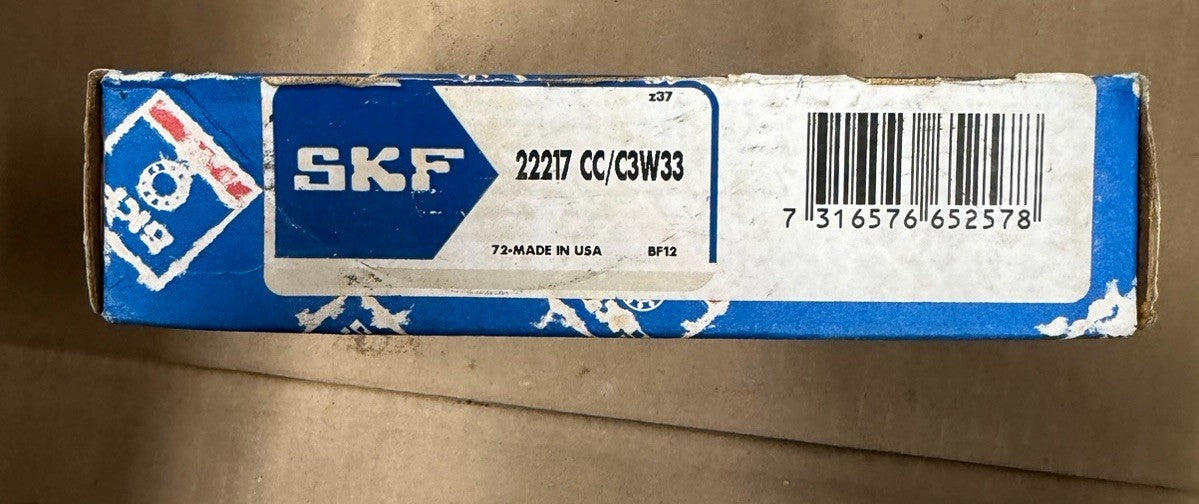 z37
SKF
22217 CC/C3W33
72-MADE IN USA
BF12
7 316576 652578